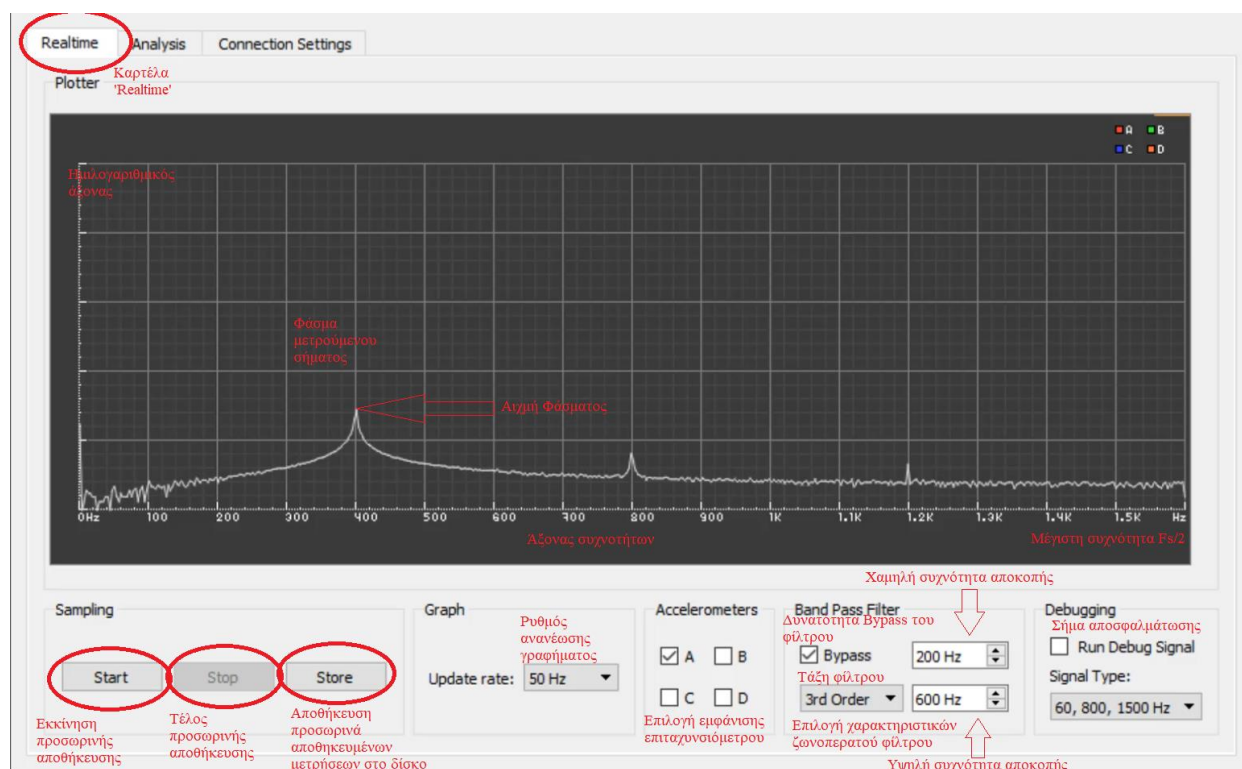 Realtime Analysis Connection Settings
Καρτέλα
'Realtime'
Plotter
A B
C D
Ημιλογαριθμικός
άξονας
Φάσμα
μετρούμενου
σήματος
Αιχμή Φάσματος
0Hz 100 200 300 400 500 600 700 800 900 1K 1.1K 1.2K 1.3K 1.4K 1.5K Hz
Άξονας συχνοτήτων
Μέγιστη συχνότητα Fs/2
Χαμηλή συχνότητα αποκοπής
Sampling
Start Stop Store
Εκκίνηση
προσωρινής
αποθήκευσης
Τέλος
προσωρινής
αποθήκευσης
Αποθήκευση
προσωρινά
αποθηκευμένων
μετρήσεων στο δίσκο
Graph
Ρυθμός
ανανέωσης
γραφήματος
Update rate: 50 Hz
Accelerometers
A B
C D
Επιλογή εμφάνισης
επιταχυνσιόμετρου
Band Pass Filter
Δυνατότητα Bypass του
φίλτρου
Bypass 200 Hz
Τάξη φίλτρου
3rd Order 600 Hz
Επιλογή χαρακτηριστικών
ζωνοπερατού φίλτρου
Υψηλή συχνότητα αποκοπής
Debugging
Σήμα αποσφαλμάτωσης
Run Debug Signal
Signal Type:
60, 800, 1500 Hz